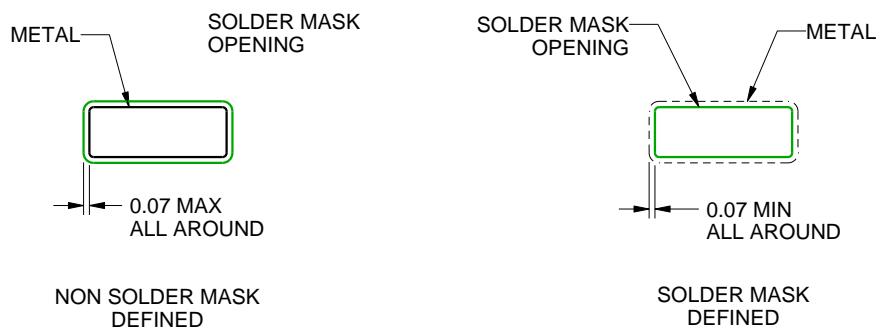 METAL
SOLDER MASK
OPENING
0.07 MAX
ALL AROUND
NON SOLDER MASK
DEFINED
SOLDER MASK
OPENING
METAL
0.07 MIN
ALL AROUND
SOLDER MASK
DEFINED